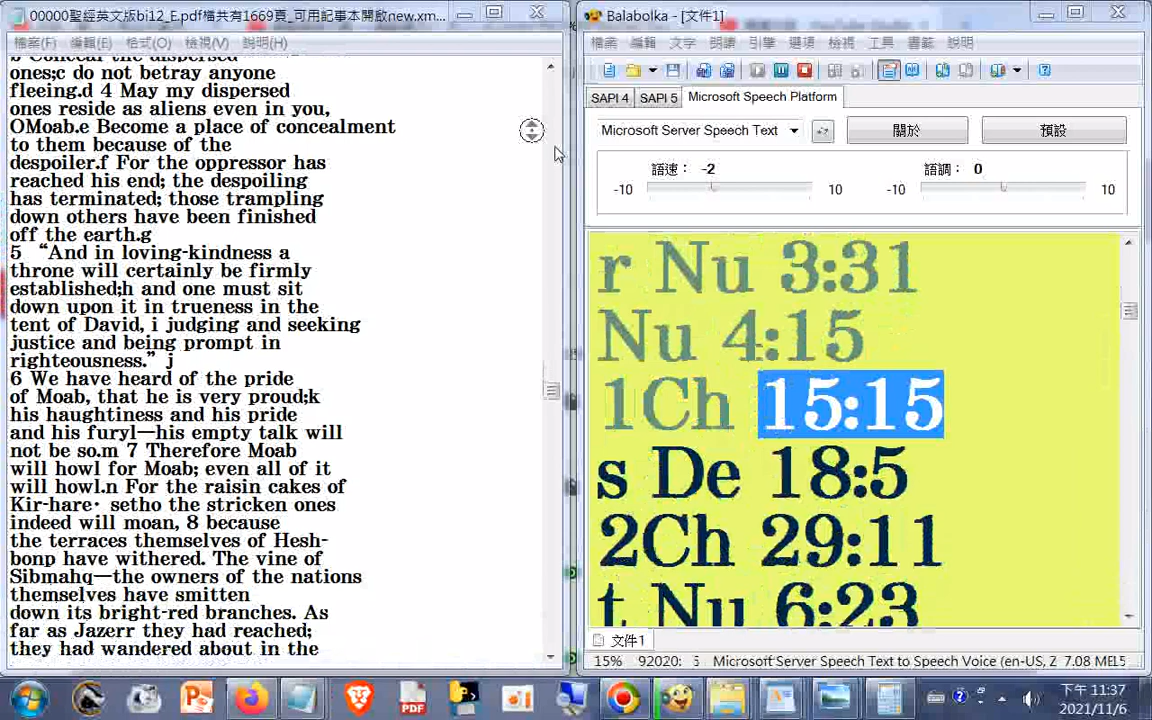 00000聖經英文版bi12_E.pdf檔共有1669頁_可用記事本開啟new.xm...
檔案(F) 編輯(E) 格式(O) 檢視(V) 說明(H)
ones;c do not betray anyone
fleeing.d 4 May my dispersed
ones reside as aliens even in you,
OMoab.e Become a place of concealment
to them because of the
despoiler.f For the oppressor has
reached his end; the despoiling
has terminated; those trampling
down others have been finished
off the earth.g
5 “And in loving-kindness a
throne will certainly be firmly
established;h and one must sit
down upon it in trueness in the
tent of David, i judging and seeking
justice and being prompt in
righteousness.” j
6 We have heard of the pride
of Moab, that he is very proud;k
his haughtiness and his pride
and his furyl—his empty talk will
not be so.m 7 Therefore Moab
will howl for Moab; even all of it
will howl.n For the raisin cakes of
Kir-hare· setho the stricken ones
indeed will moan, 8 because
the terraces themselves of Hesh-
bonp have withered. The vine of
Sibmahq—the owners of the nations
themselves have smitten
down its bright-red branches. As
far as Jazerr they had reached;
they had wandered about in the
Balabolka - [文件1]
檔案 編輯 文字 朗讀 引擎 選項 檢視 工具 書籤 說明
SAPI 4 SAPI 5 Microsoft Speech Platform
Microsoft Server Speech Text 關於 預設
語速： -2 語調： 0
-10 10 -10 10
r Nu 3:31
Nu 4:15
1Ch 15:15
s De 18:5
2Ch 29:11
t Nu 6:23
文件1
15% 92020: Microsoft Server Speech Text to Speech Voice (en-US, Z 7.08 MB
下午 11:37
2021/11/6